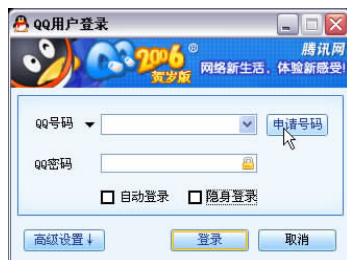 QQ用户登录
腾讯网
2006®
贺岁版
网络新生活、体验新感受!
QQ号码
申请号码
QQ密码
自动登录
隐身登录
高级设置↓
登录
取消